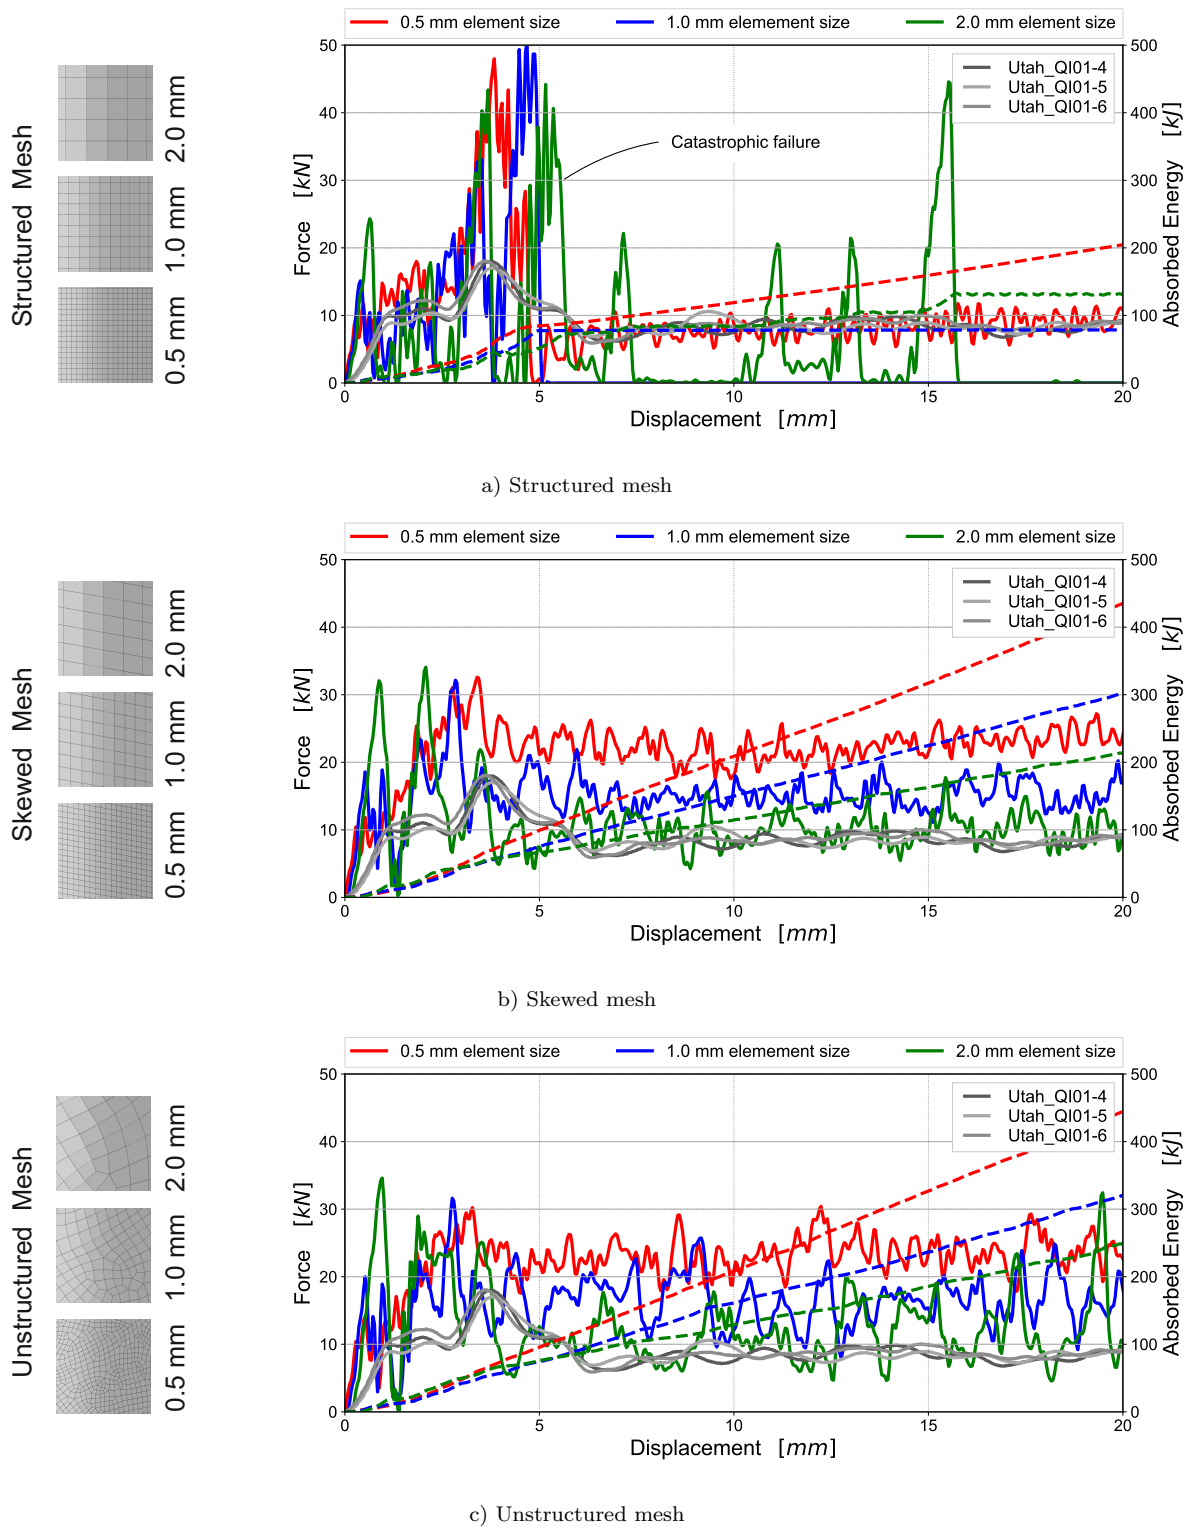 Structured Mesh
2.0 mm
1.0 mm
0.5 mm
0.5 mm element size
1.0 mm elemement size
2.0 mm element size
Utah_QI01-4
Utah_QI01-5
Utah_QI01-6
Catastrophic failure
Force [kN]
50
40
30
20
10
0
Absorbed Energy [kJ]
500
400
300
200
100
0
0 5 10 15 20
Displacement [mm]
a) Structured mesh
Skewed Mesh
2.0 mm
1.0 mm
0.5 mm
0.5 mm element size
1.0 mm elemement size
2.0 mm element size
Utah_QI01-4
Utah_QI01-5
Utah_QI01-6
Force [kN]
50
40
30
20
10
0
Absorbed Energy [kJ]
500
400
300
200
100
0
0 5 10 15 20
Displacement [mm]
b) Skewed mesh
Unstructured Mesh
2.0 mm
1.0 mm
0.5 mm
0.5 mm element size
1.0 mm elemement size
2.0 mm element size
Utah_QI01-4
Utah_QI01-5
Utah_QI01-6
Force [kN]
50
40
30
20
10
0
Absorbed Energy [kJ]
500
400
300
200
100
0
0 5 10 15 20
Displacement [mm]
c) Unstructured mesh